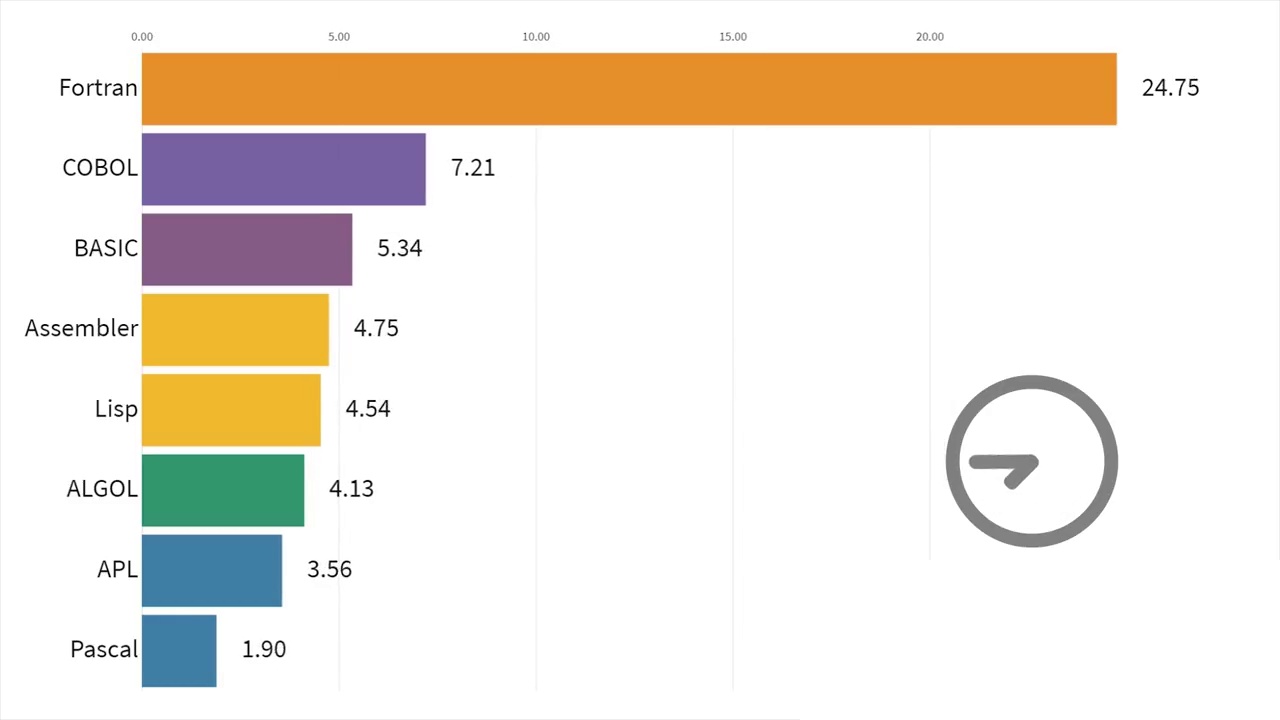 0.00 5.00 10.00 15.00 20.00
Fortran 24.75
COBOL 7.21
BASIC 5.34
Assembler 4.75
Lisp 4.54
ALGOL 4.13
APL 3.56
Pascal 1.90